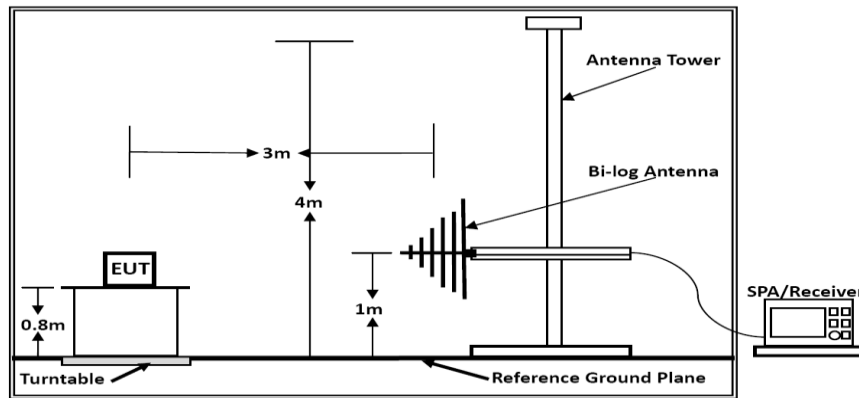 Antenna Tower
3m
Bi-log Antenna
4m
EUT
SPA/Receiver
0.8m
1m
Turntable
Reference Ground Plane